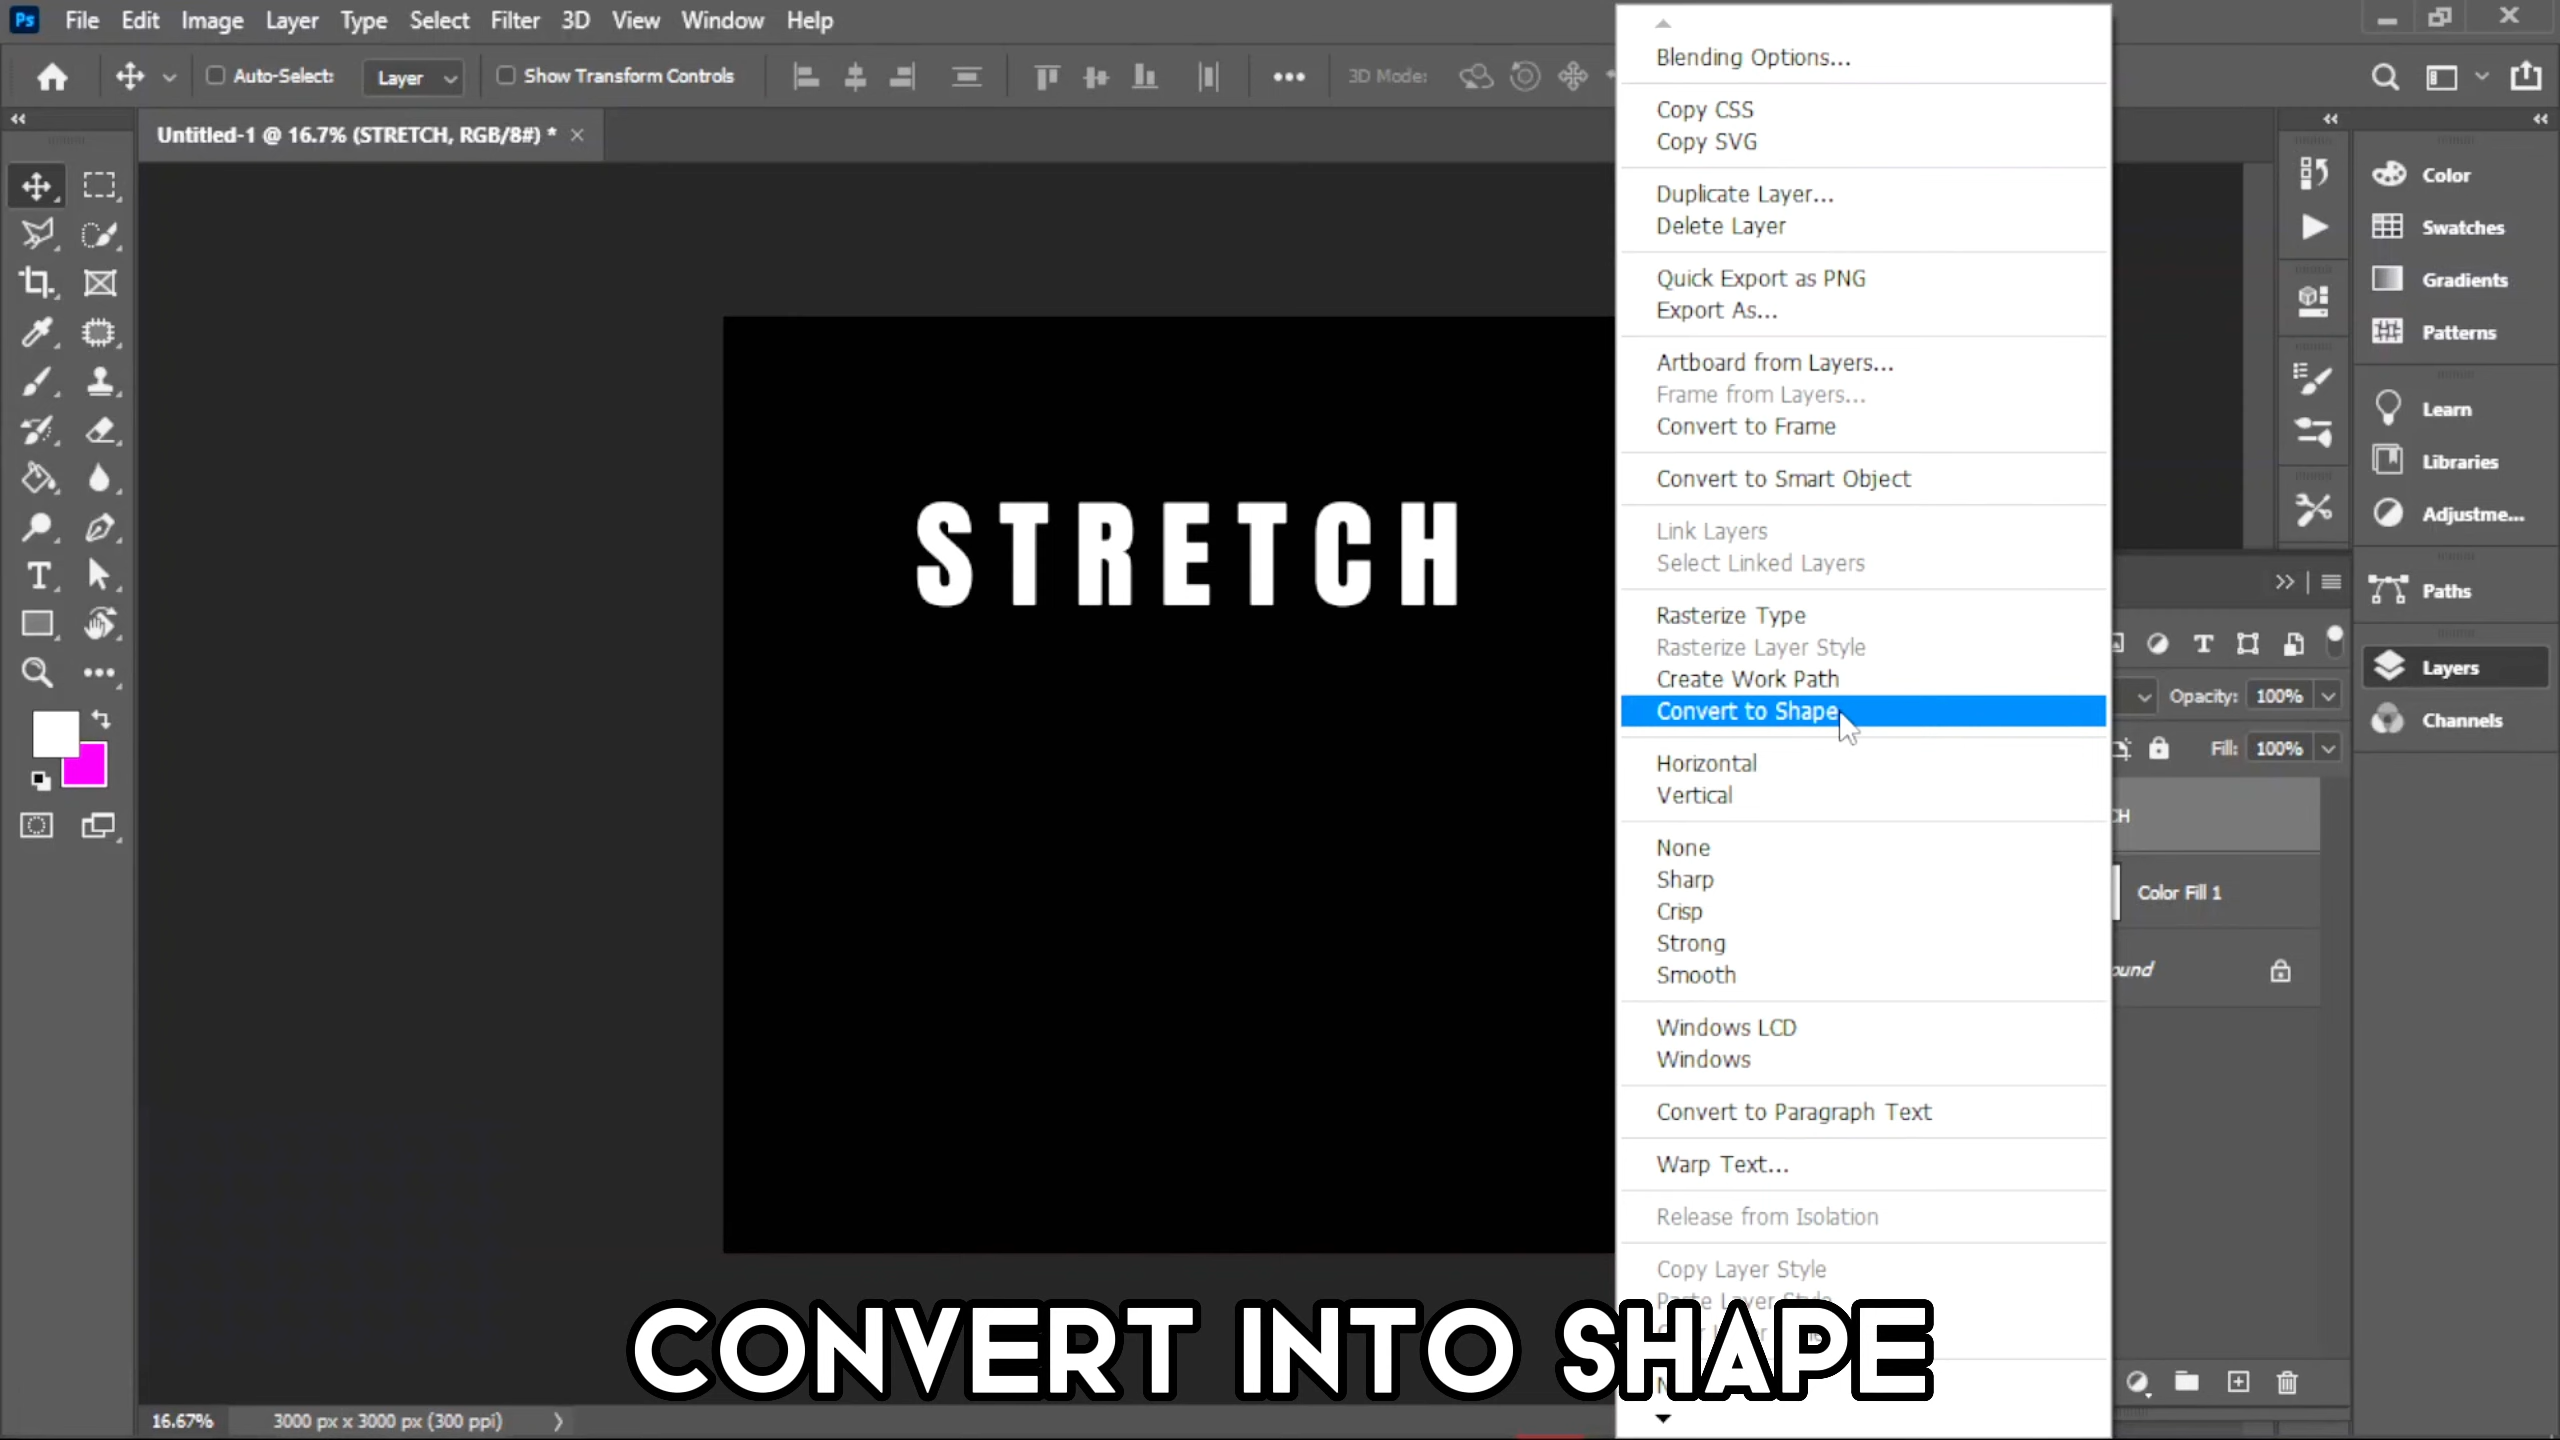 Ps File Edit Image Layer Type Select Filter 3D View Window Help
Auto-Select: Layer Show Transform Controls 3D Mode:
Untitled-1 @ 16.7% (STRETCH, RGB/8#) *
Blending Options...
Copy CSS
Copy SVG
Duplicate Layer...
Delete Layer
Quick Export as PNG
Export As...
Artboard from Layers...
Frame from Layers...
Convert to Frame
Convert to Smart Object
Link Layers
Select Linked Layers
Rasterize Type
Rasterize Layer Style
Create Work Path
Convert to Shape
Horizontal
Vertical
None
Sharp
Crisp
Strong
Smooth
Windows LCD
Windows
Convert to Paragraph Text
Warp Text...
Release from Isolation
Copy Layer Style
Paste Layer Style
STRETCH
Color
Swatches
Gradients
Patterns
Learn
Libraries
Adjustme...
Paths
Layers
Channels
Opacity: 100%
Fill: 100%
CH
Color Fill 1
ound
CONVERT INTO SHAPE
16.67% 3000 px x 3000 px (300 ppi)